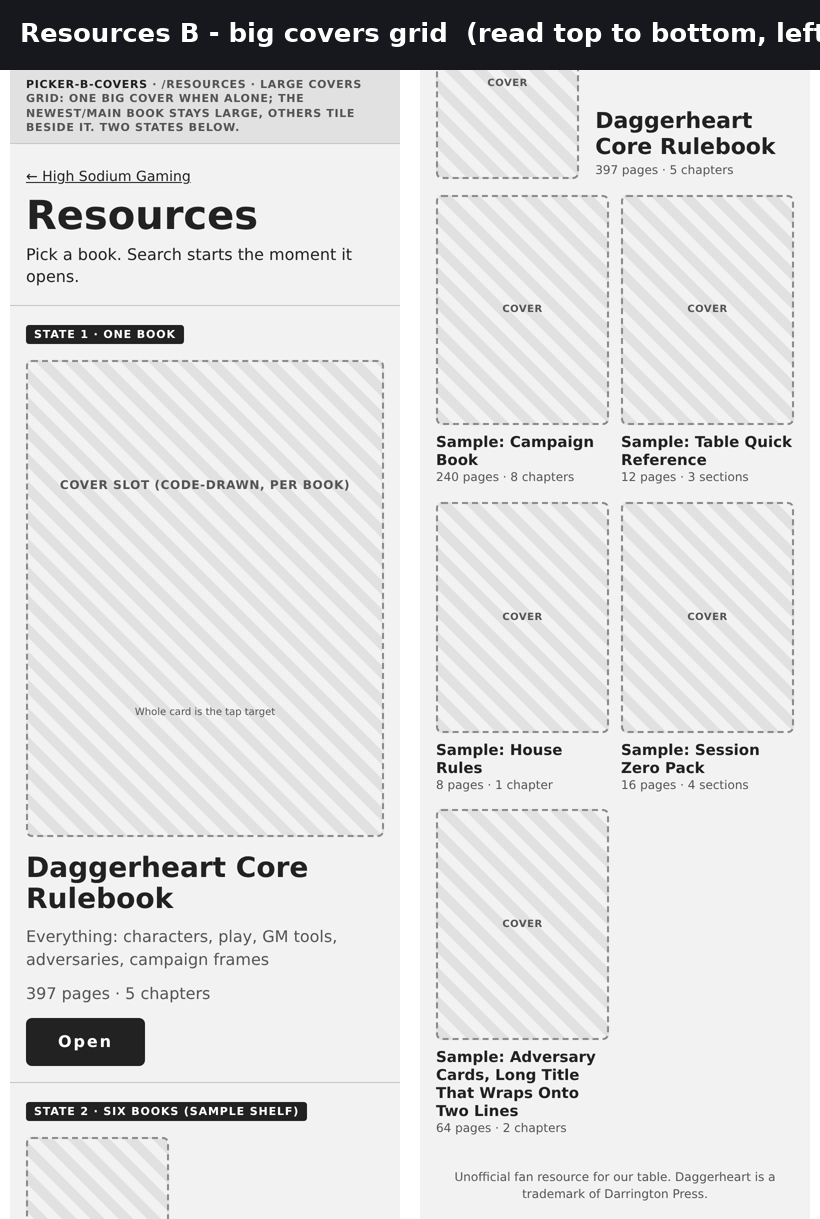 Resources B - big covers grid (read top to bottom, left
PICKER-B-COVERS · /RESOURCES · LARGE COVERS
GRID: ONE BIG COVER WHEN ALONE; THE
NEWEST/MAIN BOOK STAYS LARGE, OTHERS TILE
BESIDE IT. TWO STATES BELOW.
← High Sodium Gaming
Resources
Pick a book. Search starts the moment it
opens.
STATE 1 · ONE BOOK
COVER SLOT (CODE-DRAWN, PER BOOK)
Whole card is the tap target
Daggerheart Core
Rulebook
Everything: characters, play, GM tools,
adversaries, campaign frames
397 pages · 5 chapters
Open
STATE 2 · SIX BOOKS (SAMPLE SHELF)
COVER
Daggerheart
Core Rulebook
397 pages · 5 chapters
COVER
COVER
Sample: Campaign
Book
240 pages · 8 chapters
Sample: Table Quick
Reference
12 pages · 3 sections
COVER
COVER
Sample: House
Rules
8 pages · 1 chapter
Sample: Session
Zero Pack
16 pages · 4 sections
COVER
Sample: Adversary
Cards, Long Title
That Wraps Onto
Two Lines
64 pages · 2 chapters
Unofficial fan resource for our table. Daggerheart is a
trademark of Darrington Press.